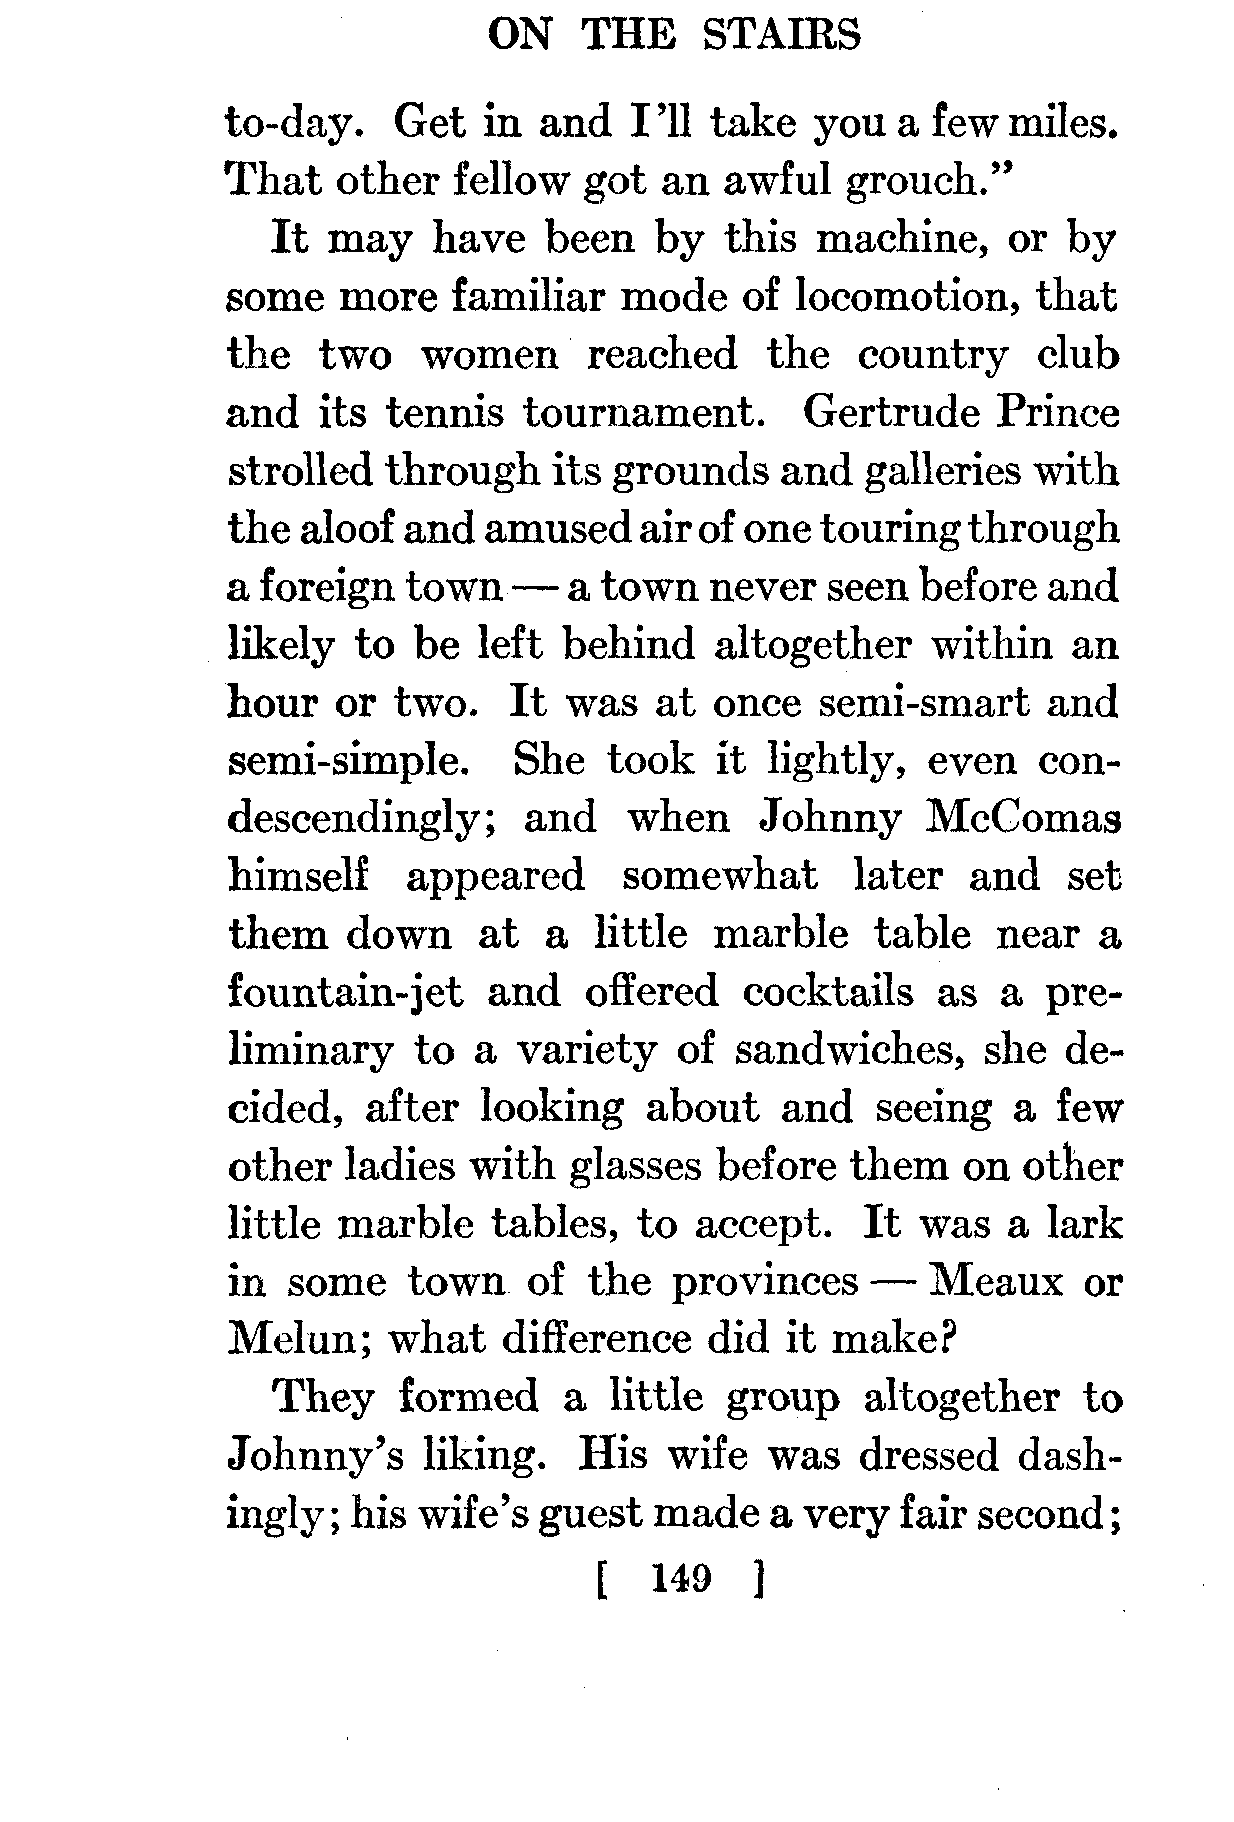 ON THE STAIRS
to-day. Get in and I'll take you a few miles.
That other fellow got an awful grouch.”
It may have been by this machine, or by
some more familiar mode of locomotion, that
the two women reached the country club
and its tennis tournament. Gertrude Prince
strolled through its grounds and galleries with
the aloof and amused air of one touring through
a foreign town — a town never seen before and
likely to be left behind altogether within an
hour or two. It was at once semi-smart and
semi-simple. She took it lightly, even con-
descendingly; and when Johnny McComas
himself appeared somewhat later and set
them down at a little marble table near a
fountain-jet and offered cocktails as a pre-
liminary to a variety of sandwiches, she de-
cided, after looking about and seeing a few
other ladies with glasses before them on other
little marble tables, to accept. It was a lark
in some town of the provinces — Meaux or
Melun; what difference did it make?
They formed a little group altogether to
Johnny's liking. His wife was dressed dash-
ingly; his wife's guest made a very fair second;
[ 149 ]